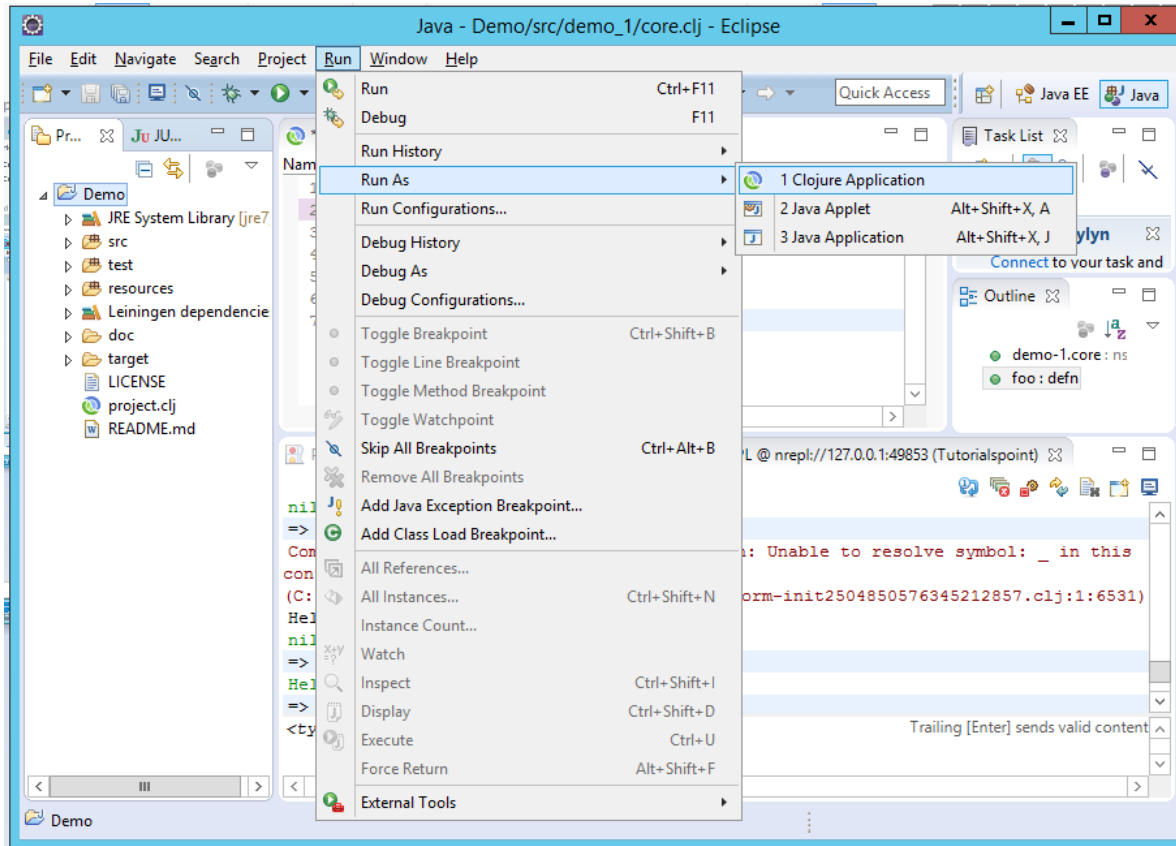 Java - Demo/src/demo_1/core.clj - Eclipse
File Edit Navigate Search Project Run Window Help
Quick Access
Java EE
Java
Pr...
JU...
Demo
JRE System Library [jre7
src
test
resources
Leiningen dependencie
doc
target
LICENSE
project.clj
README.md
Nam
Run Ctrl+F11
Debug F11
Run History
Run As
Run Configurations...
Debug History
Debug As
Debug Configurations...
Toggle Breakpoint Ctrl+Shift+B
Toggle Line Breakpoint
Toggle Method Breakpoint
Toggle Watchpoint
Skip All Breakpoints Ctrl+Alt+B
Remove All Breakpoints
Add Java Exception Breakpoint...
Add Class Load Breakpoint...
All References...
All Instances... Ctrl+Shift+N
Instance Count...
Watch
Inspect Ctrl+Shift+I
Display Ctrl+Shift+D
Execute Ctrl+U
Force Return Alt+Shift+F
External Tools
1 Clojure Application
2 Java Applet Alt+Shift+X, A
3 Java Application Alt+Shift+X, J
Task List
ylyn
Connect to your task and
Outline
demo-1.core : ns
foo : defn
L @ nrepl://127.0.0.1:49853 (Tutorialspoint)
nil
=>
Com : Unable to resolve symbol: _ in this
con
(C: orm-init2504850576345212857.clj:1:6531)
Hel
nil
=>
Hel
=>
<ty
Trailing [Enter] sends valid content
Demo